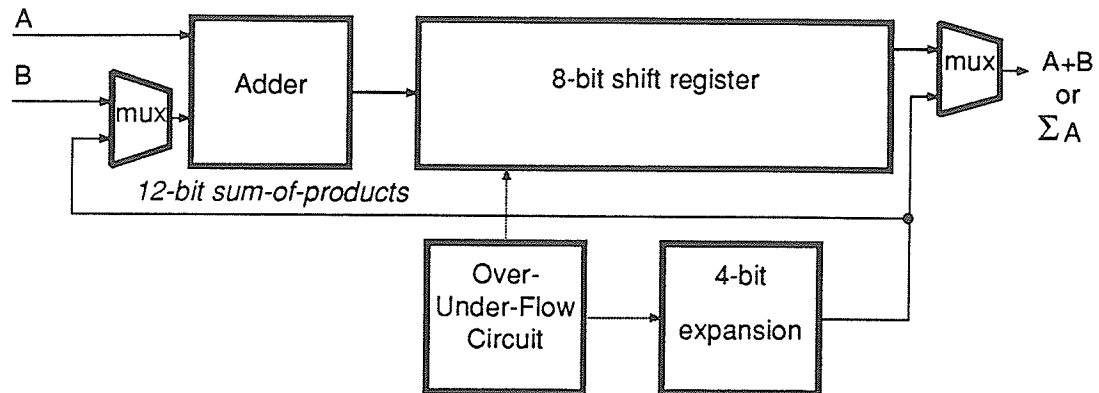 A
B
mux
Adder
8-bit shift register
mux
A+B
or
ΣA
12-bit sum-of-products
Over-
Under-Flow
Circuit
4-bit
expansion